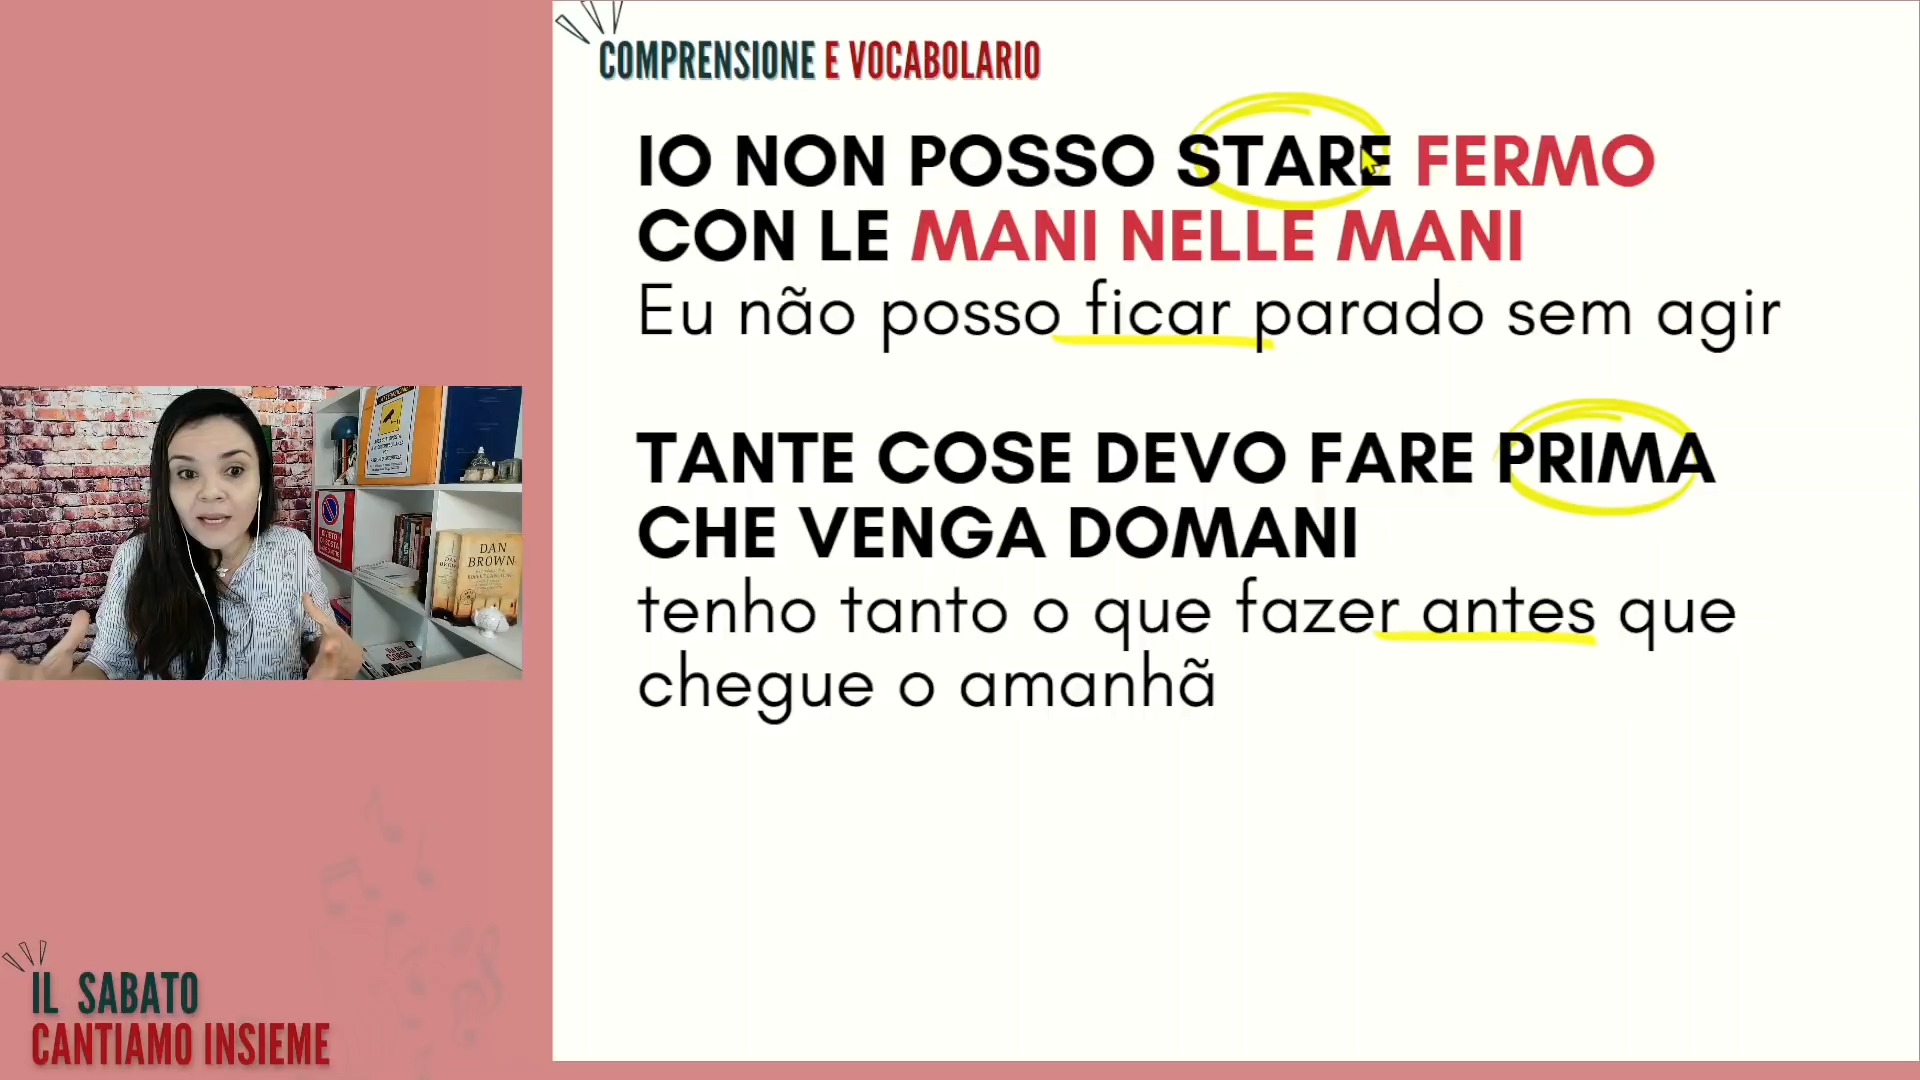 COMPRENSIONE E VOCABOLARIO
IO NON POSSO STARE FERMO
CON LE MANI NELLE MANI
Eu não posso ficar parado sem agir
TANTE COSE DEVO FARE PRIMA
CHE VENGA DOMANI
tenho tanto o que fazer antes que
chegue o amanhã
DAN
BROWN
IL SABATO
CANTIAMO INSIEME